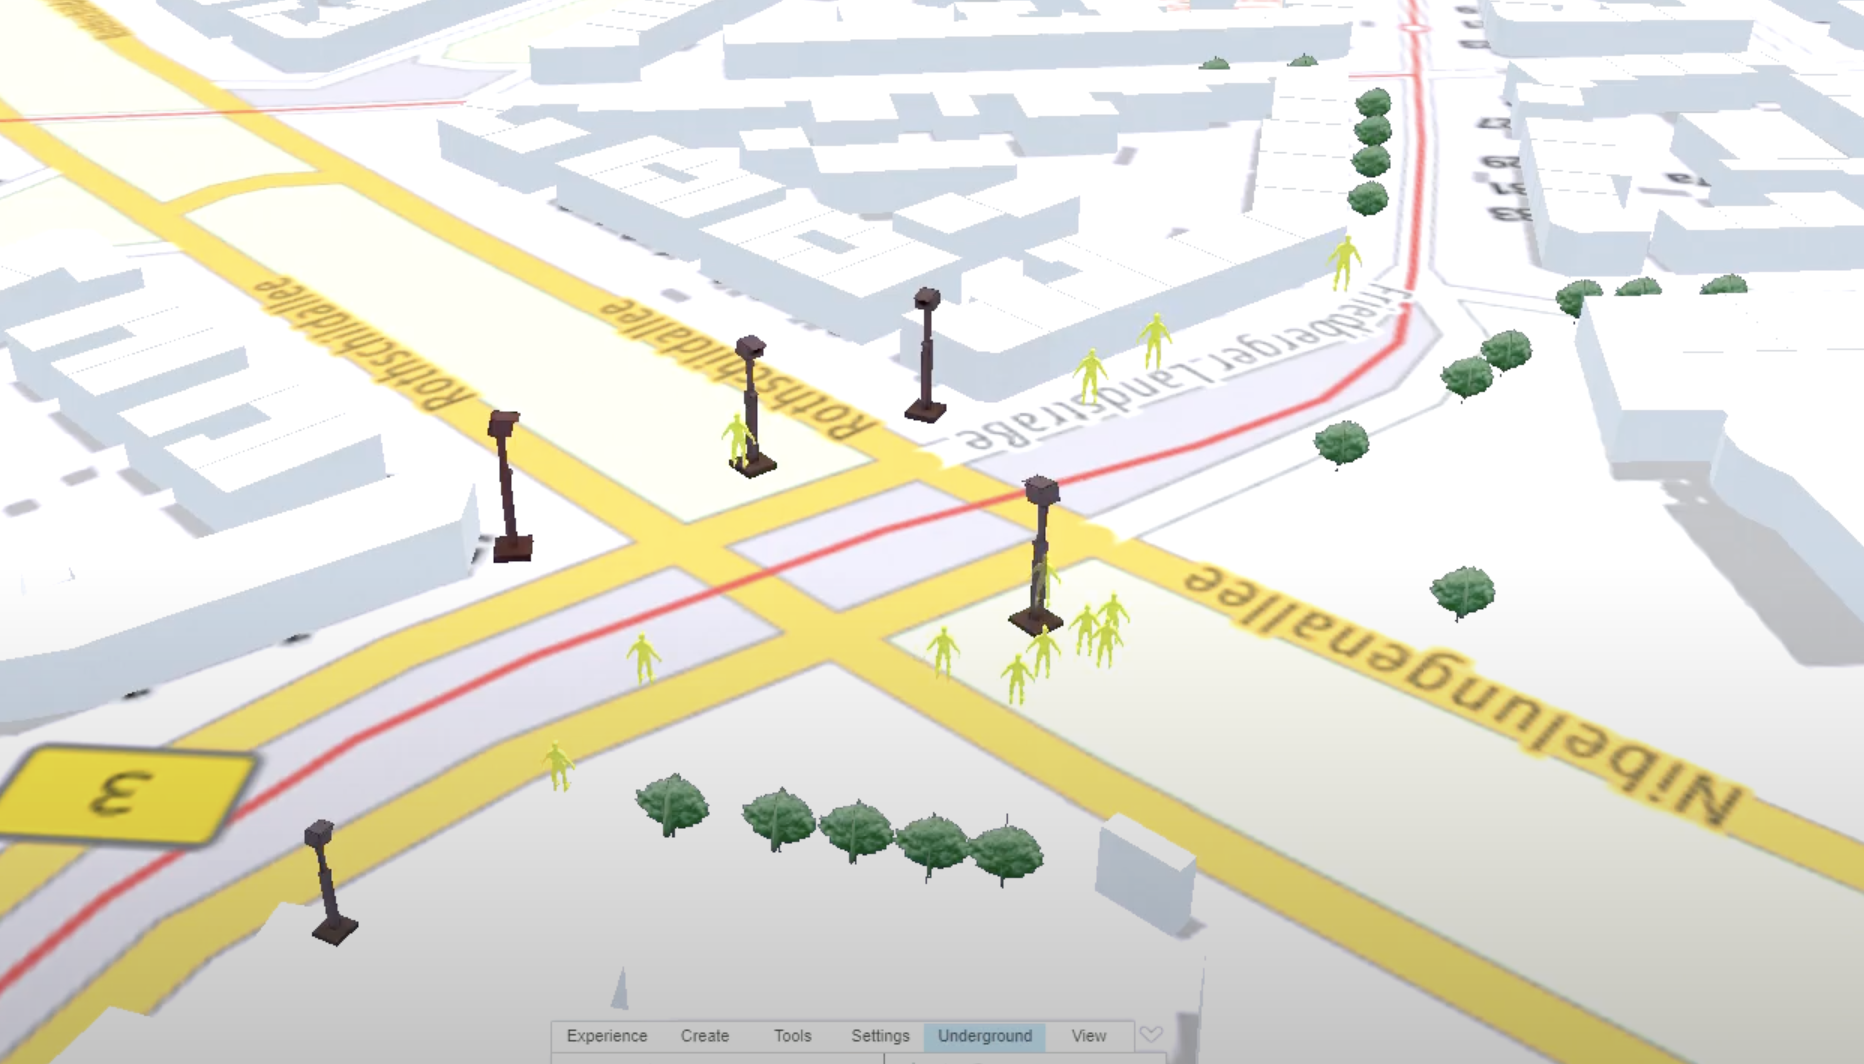 Rothschildallee
Rothschildallee
Friedberger Landstraße
Nibelungenallee
3
Experience Create Tools Settings Underground View